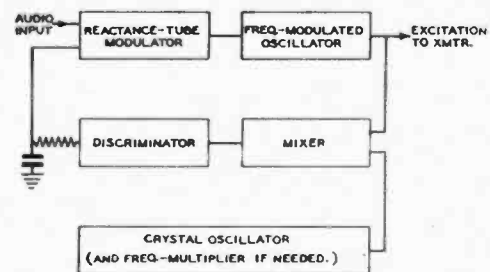 AUDIO
INPUT
REACTANCE-TUBE
MODULATOR
FREQ.-MODULATED
OSCILLATOR
EXCITATION
TO XMTR.
DISCRIMINATOR
MIXER
CRYSTAL OSCILLATOR
(AND FREQ.-MULTIPLIER IF NEEDED.)